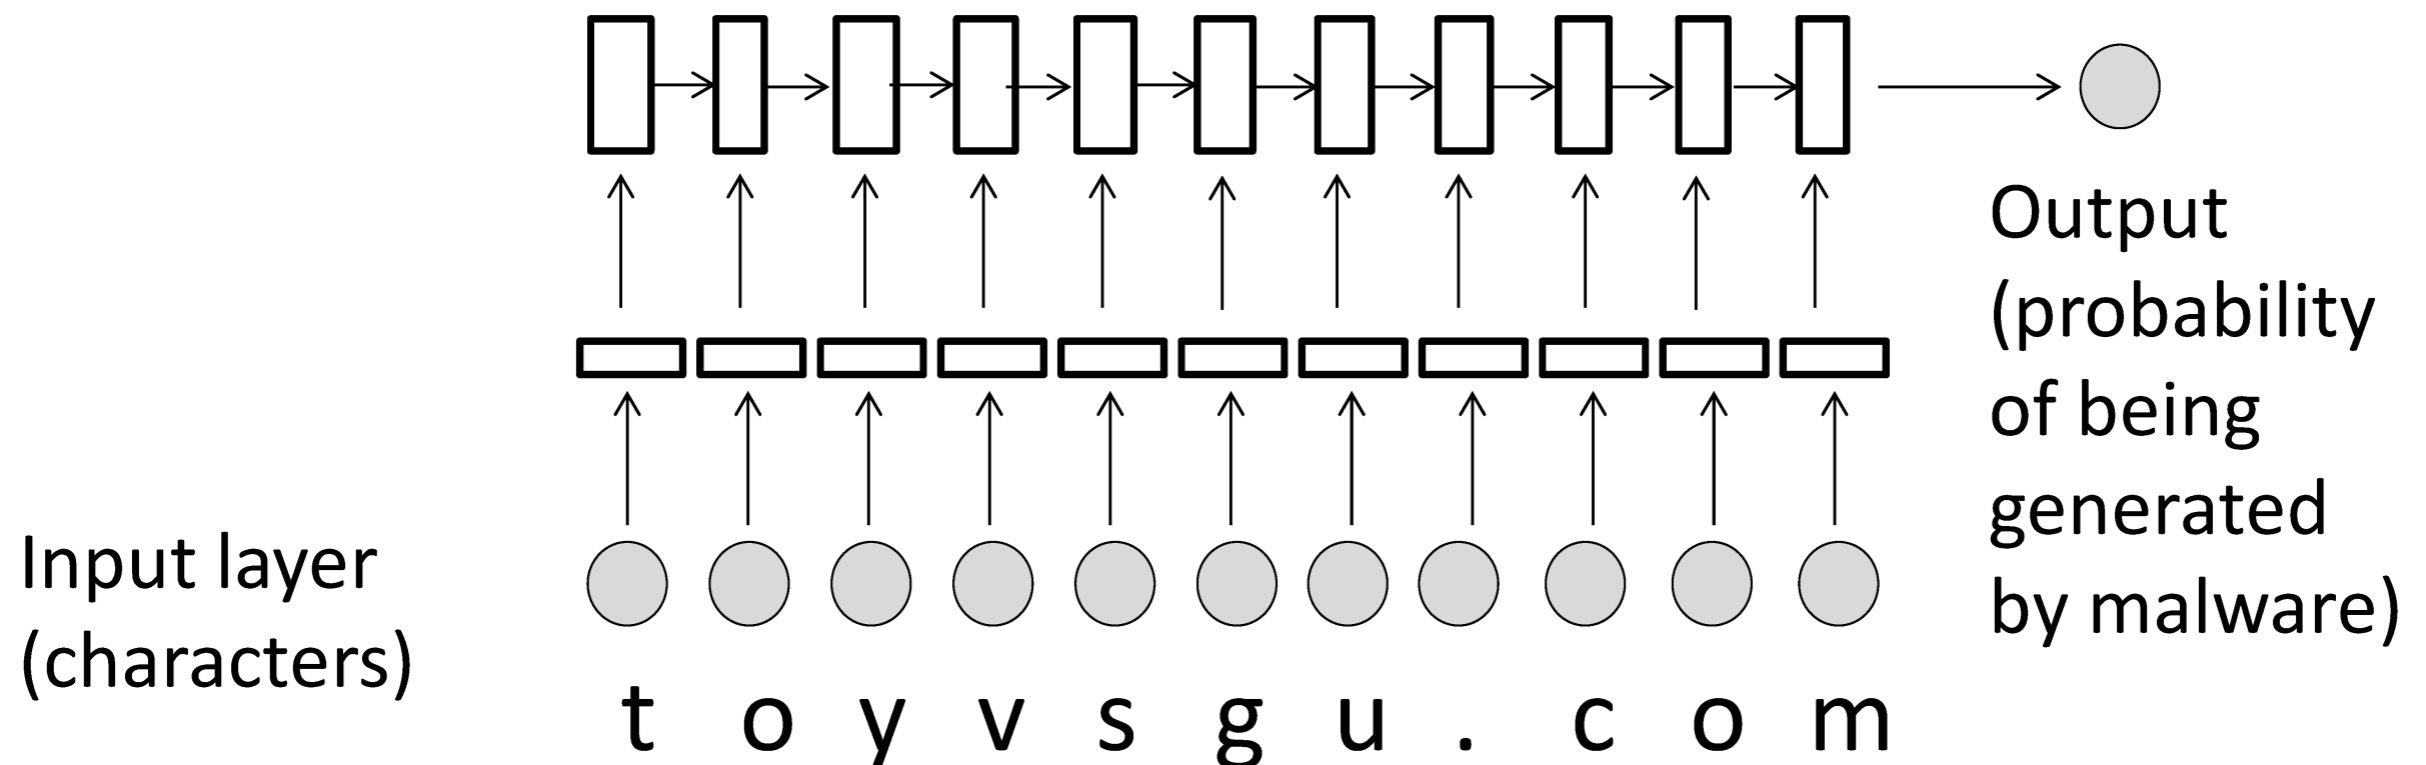 Output
(probability
of being
generated
by malware)
Input layer
(characters)
t o y v s g u . c o m